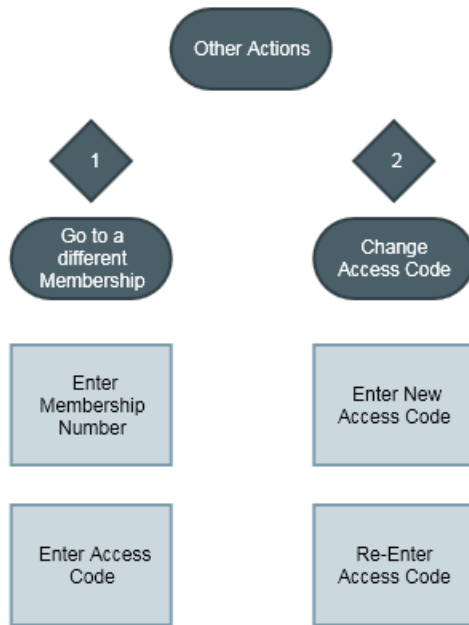 Other Actions
1
Go to a
different
Membership
Enter
Membership
Number
Enter Access
Code
2
Change
Access Code
Enter New
Access Code
Re-Enter
Access Code